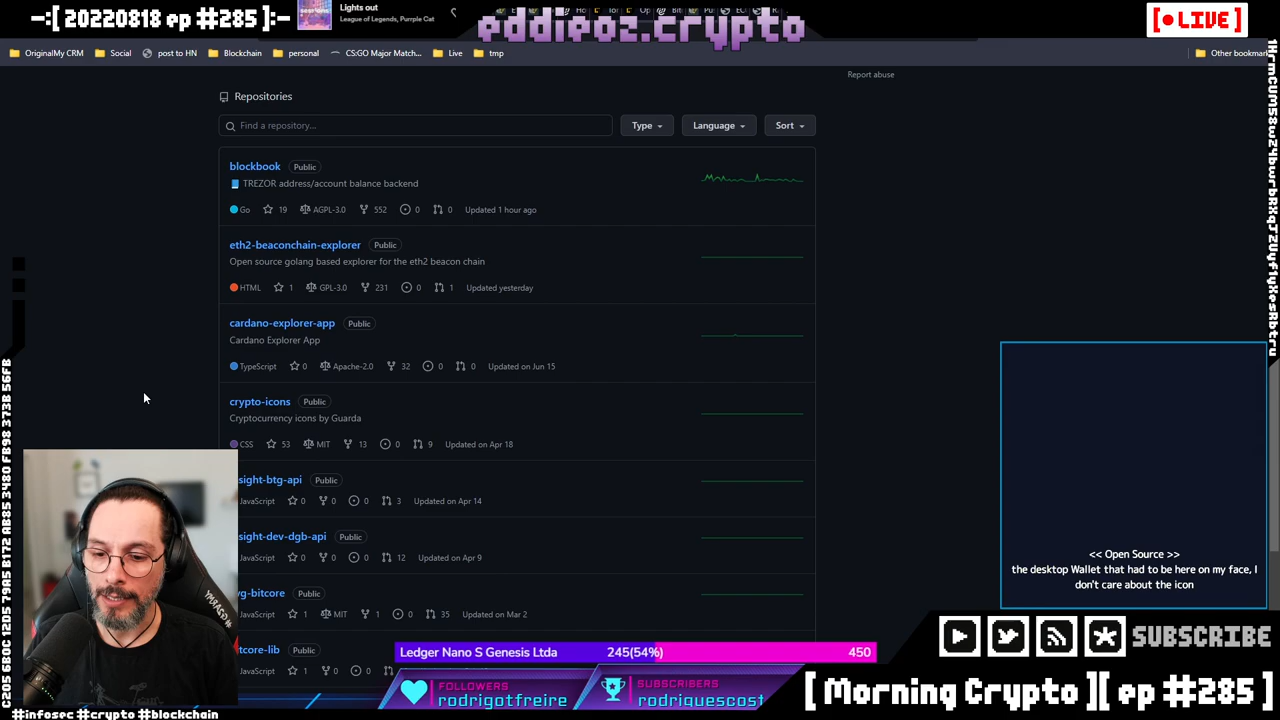 -:[ 20220818 ep #285 ]:-
Lights out
League of Legends, Purple Cat
eddieoz.crypto
[●LIVE]
OriginalMy CRM
Social
post to HN
Blockchain
personal
CS:GO Major Match...
Live
tmp
Other bookmar
Report abuse
Repositories
Find a repository...
Type
Language
Sort
blockbook Public
TREZOR address/account balance backend
Go 19 AGPL-3.0 552 0 0 Updated 1 hour ago
eth2-beaconchain-explorer Public
Open source golang based explorer for the eth2 beacon chain
HTML 1 GPL-3.0 231 0 1 Updated yesterday
cardano-explorer-app Public
Cardano Explorer App
TypeScript 0 Apache-2.0 32 0 0 Updated on Jun 15
crypto-icons Public
Cryptocurrency icons by Guarda
CSS 53 MIT 13 0 9 Updated on Apr 18
sight-btg-api Public
JavaScript 0 0 0 3 Updated on Apr 14
sight-dev-dgb-api Public
JavaScript 0 0 0 12 Updated on Apr 9
vg-bitcore Public
JavaScript 1 MIT 1 0 35 Updated on Mar 2
tcore-lib Public
JavaScript 1 0 0
<< Open Source >>
the desktop Wallet that had to be here on my face, I
don't care about the icon
Ledger Nano S Genesis Ltda 245(54%) 450
FOLLOWERS
rodrigotfreire
SUBSCRIBERS
rodriguescost
SUBSCRIBE
[ Morning Crypto ][ ep #285 ]
#infosec #crypto #blockchain